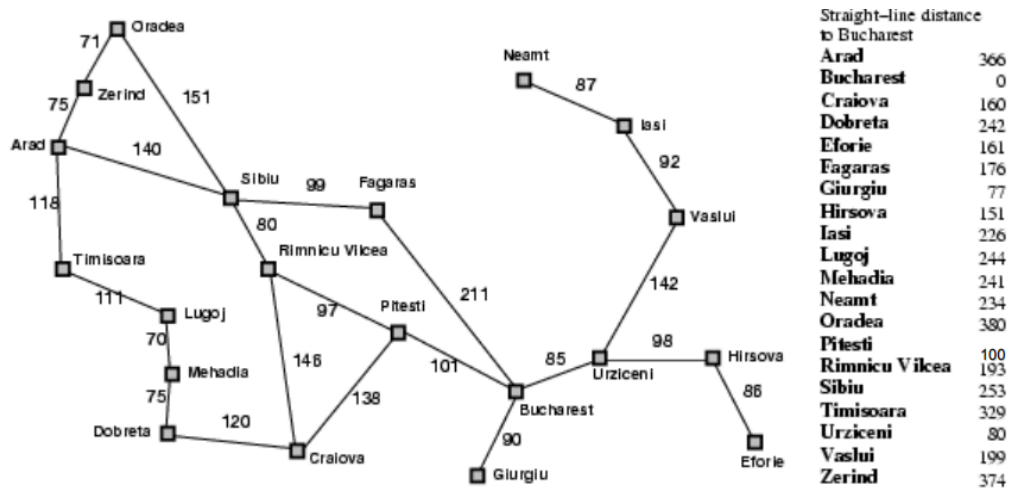 Oradea
71
Neamt
87
Zerind
151
75
Iasi
Arad
140
92
Sibiu
99
Fagaras
118
80
Vaslui
Timisoara
Rimnicu Vilcea
111
211
142
Lugoj
97
Pitesti
70
98
Mehadia
146
101
85
Hirsova
Urziceni
75
138
86
Bucharest
Dobreta
120
90
Craiova
Eforie
Giurgiu
Straight-line distance
to Bucharest
Arad 366
Bucharest 0
Craiova 160
Dobreta 242
Eforie 161
Fagaras 176
Giurgiu 77
Hirsova 151
Iasi 226
Lugoj 244
Mehadia 241
Neamt 234
Oradea 380
Pitesti 100
Rimnicu Vilcea 193
Sibiu 253
Timisoara 329
Urziceni 80
Vaslui 199
Zerind 374